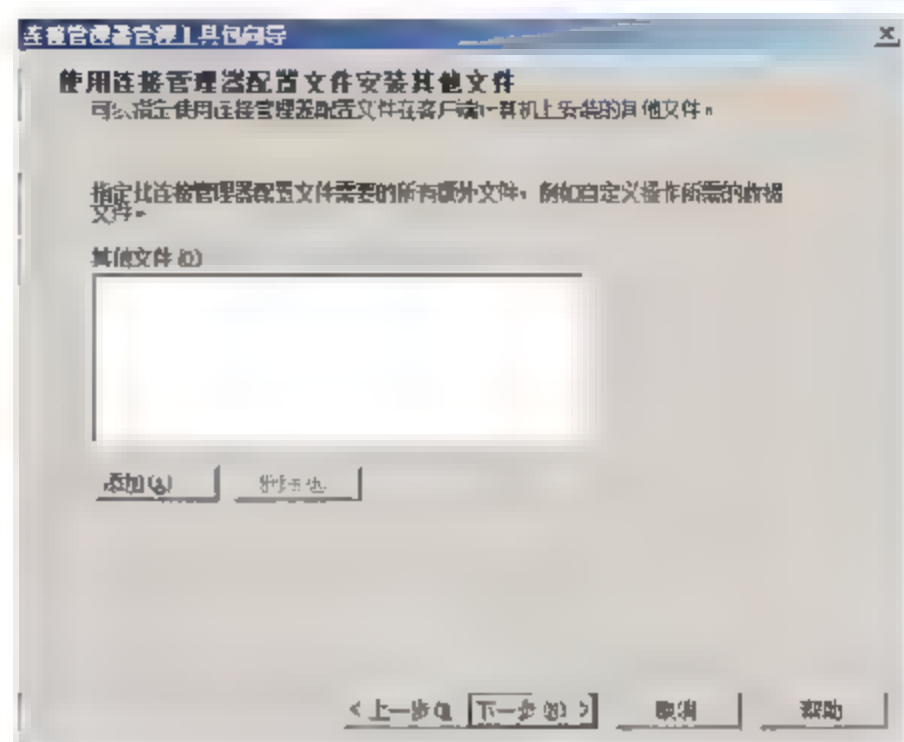 连接管理器管理工具包向导
使用连接管理器配置文件安装其他文件
可以指定使用连接管理器配置文件在客户端计算机上安装的其他文件。
指定此连接管理器配置文件需要的所有额外文件，例如自定义操作所需的数据
文件。
其他文件(D)
添加(A)
删除
<上一步 下一步(N)> 取消 帮助